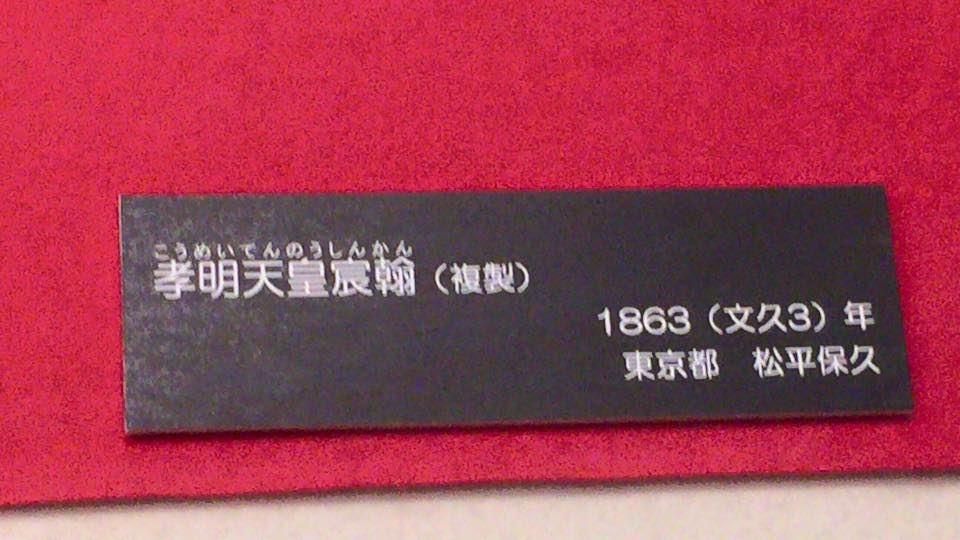 こうめいてんのうしんかん
孝明天皇宸翰（複製）
1863（文久3）年
東京都　松平保久